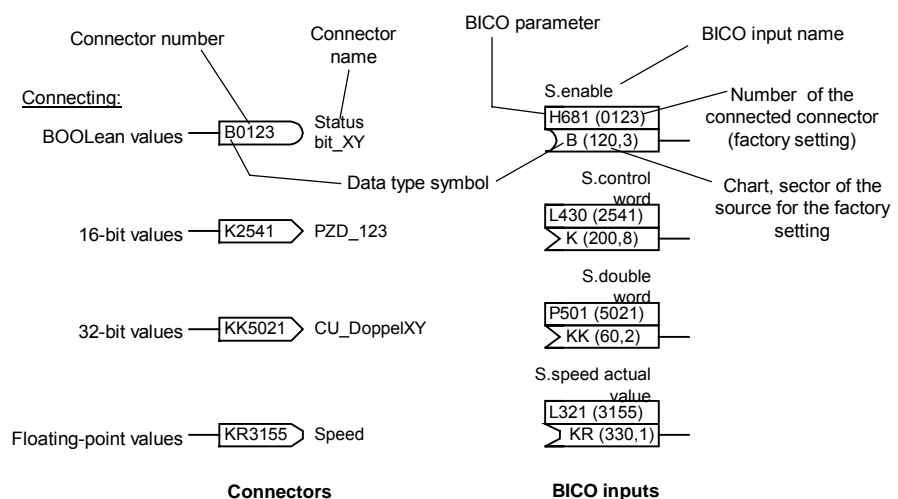 Connector number
Connector
name
BICO parameter
BICO input name
Connecting:
BOOLean values
B0123
Status
bit_XY
S.enable
H681 (0123)
B (120,3)
Number of the
connected connector
(factory setting)
Data type symbol
Chart, sector of the
source for the factory
setting
16-bit values
K2541
PZD_123
S.control
word
L430 (2541)
K (200,8)
32-bit values
KK5021
CU_DoppelXY
S.double
word
P501 (5021)
KK (60,2)
Floating-point values
KR3155
Speed
S.speed actual
value
L321 (3155)
KR (330,1)
Connectors
BICO inputs